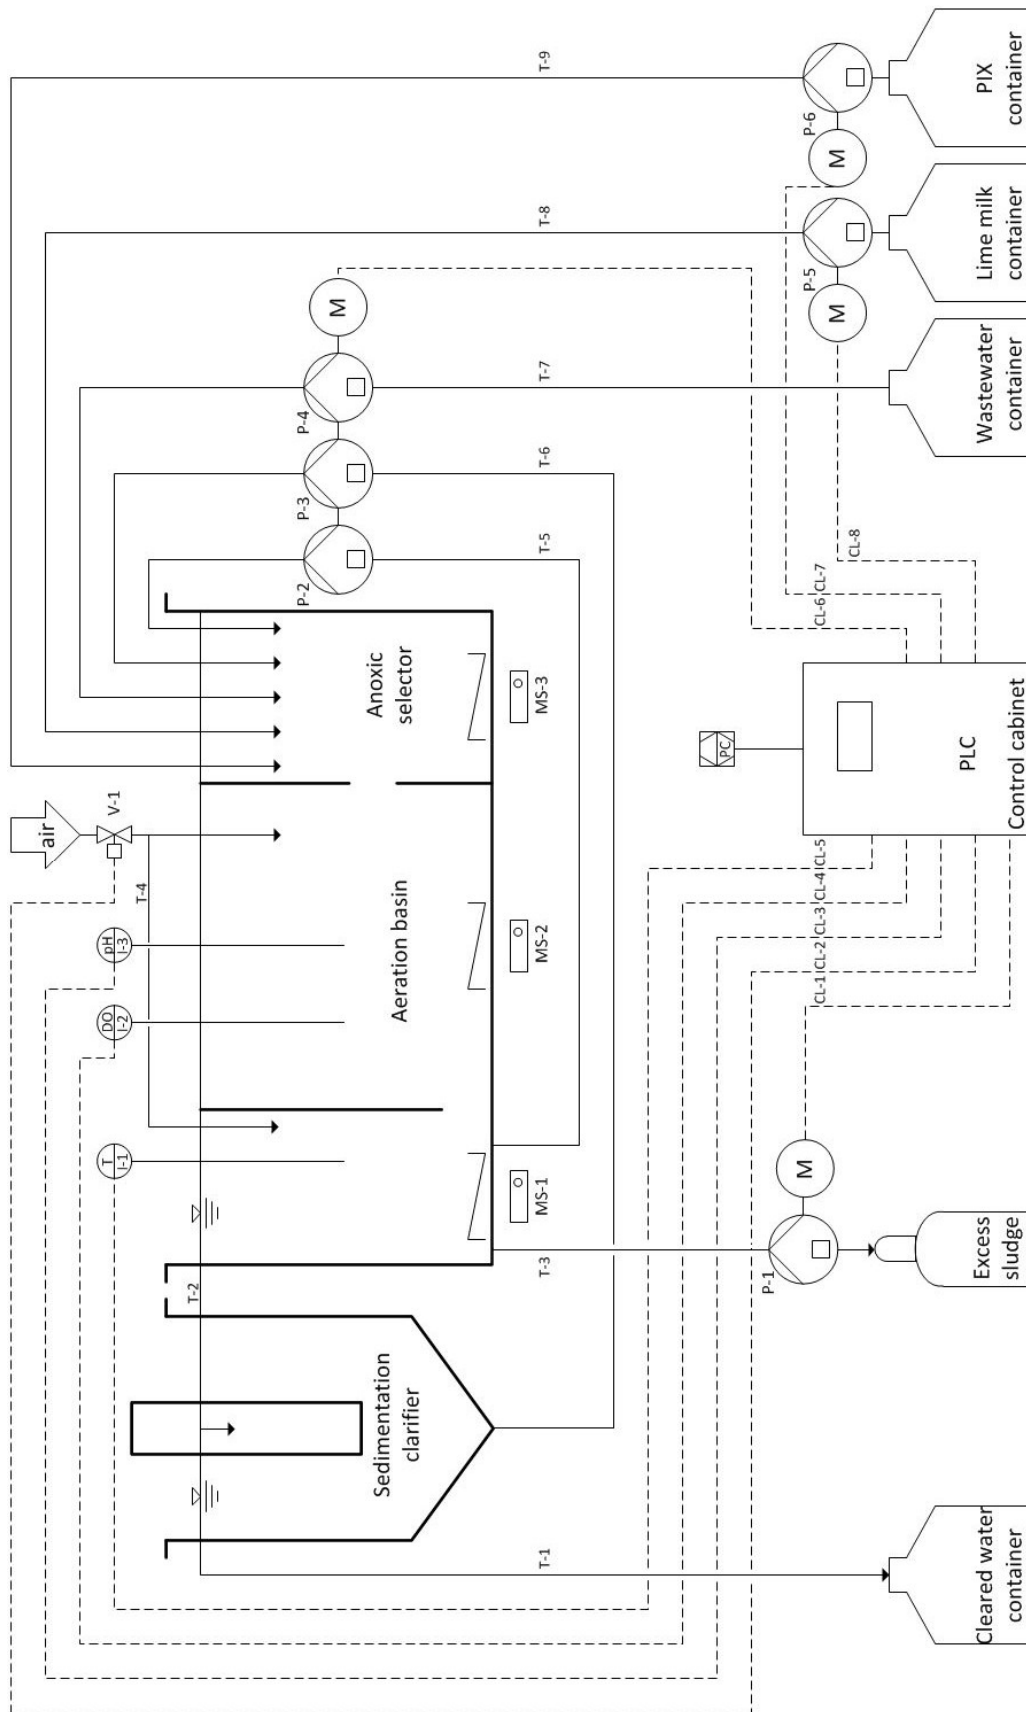 air
V-1
T-4
pH
I-3
DO
I-2
T
I-1
T-2
Sedimentation
clarifier
Aeration basin
Anoxic
selector
MS-1
MS-2
MS-3
P-2
P-3
P-4
M
T-1
T-3
T-5
T-6
T-7
T-8
T-9
P-1
M
PC
P-5
M
P-6
M
CL-1
CL-2
CL-3
CL-4
CL-5
CL-6
CL-7
CL-8
PLC
Control cabinet
Cleared water
container
Excess
sludge
Wastewater
container
Lime milk
container
PIX
container